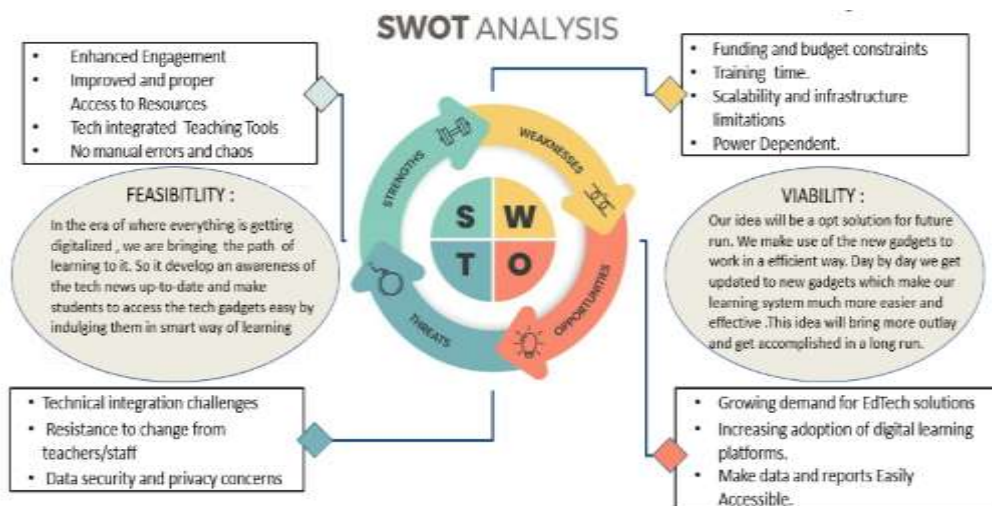 SWOT ANALYSIS
• Enhanced Engagement
• Improved and proper
Access to Resources
• Tech integrated Teaching Tools
• No manual errors and chaos
• Funding and budget constraints
• Training time.
• Scalability and infrastructure
limitations
• Power Dependent.
FEASIBITLITY :
In the era of where everything is getting
digitalized , we are bringing the path of
learning to it. So it develop an awareness of
the tech news up-to-date and make
students to access the tech gadgets easy by
indulging them in smart way of learning
STRENGTHS
WEAKNESSES
S W
T O
THREATS
OPPORTUNITIES
VIABILITY :
Our idea will be a opt solution for future
run. We make use of the new gadgets to
work in a efficient way. Day by day we get
updated to new gadgets which make our
learning system much more easier and
effective .This idea will bring more outlay
and get accomplished in a long run.
• Technical integration challenges
• Resistance to change from
teachers/staff
• Data security and privacy concerns
• Growing demand for EdTech solutions
• Increasing adoption of digital learning
platforms.
• Make data and reports Easily
Accessible.